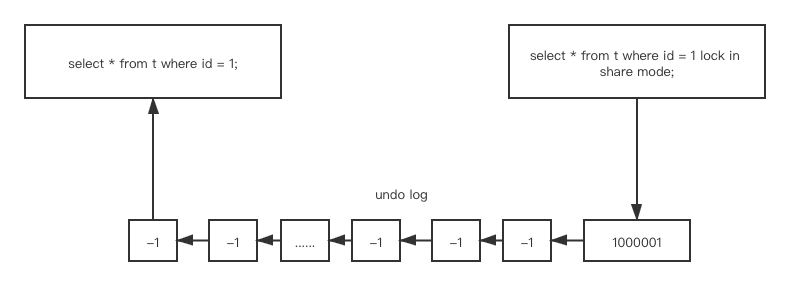 select * from t where id = 1;
select * from t where id = 1 lock in
share mode;
undo log
–1
–1
......
–1
–1
–1
1000001